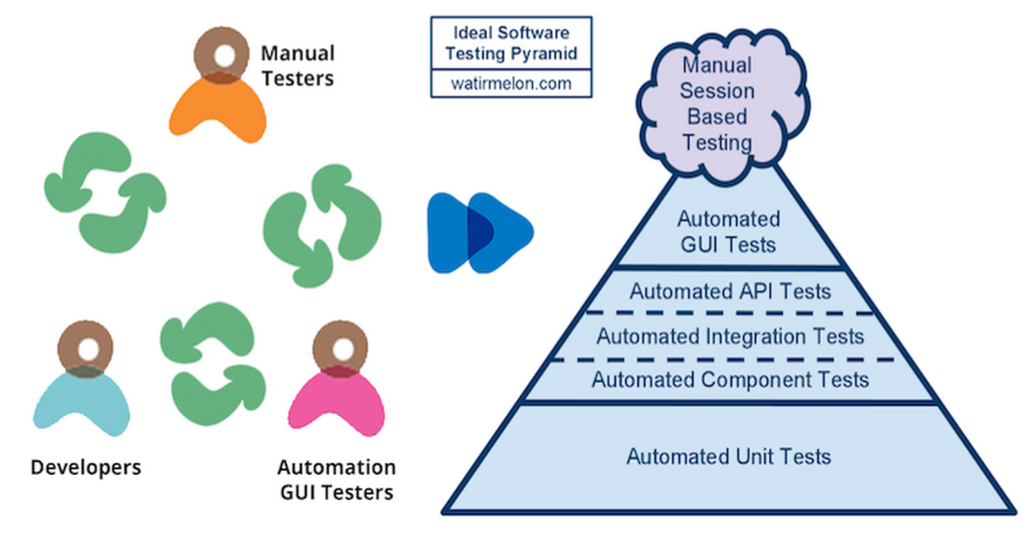 Manual
Testers
Developers
Automation
GUI Testers
Ideal Software
Testing Pyramid
watirmelon.com
Manual
Session
Based
Testing
Automated
GUI Tests
Automated API Tests
Automated Integration Tests
Automated Component Tests
Automated Unit Tests